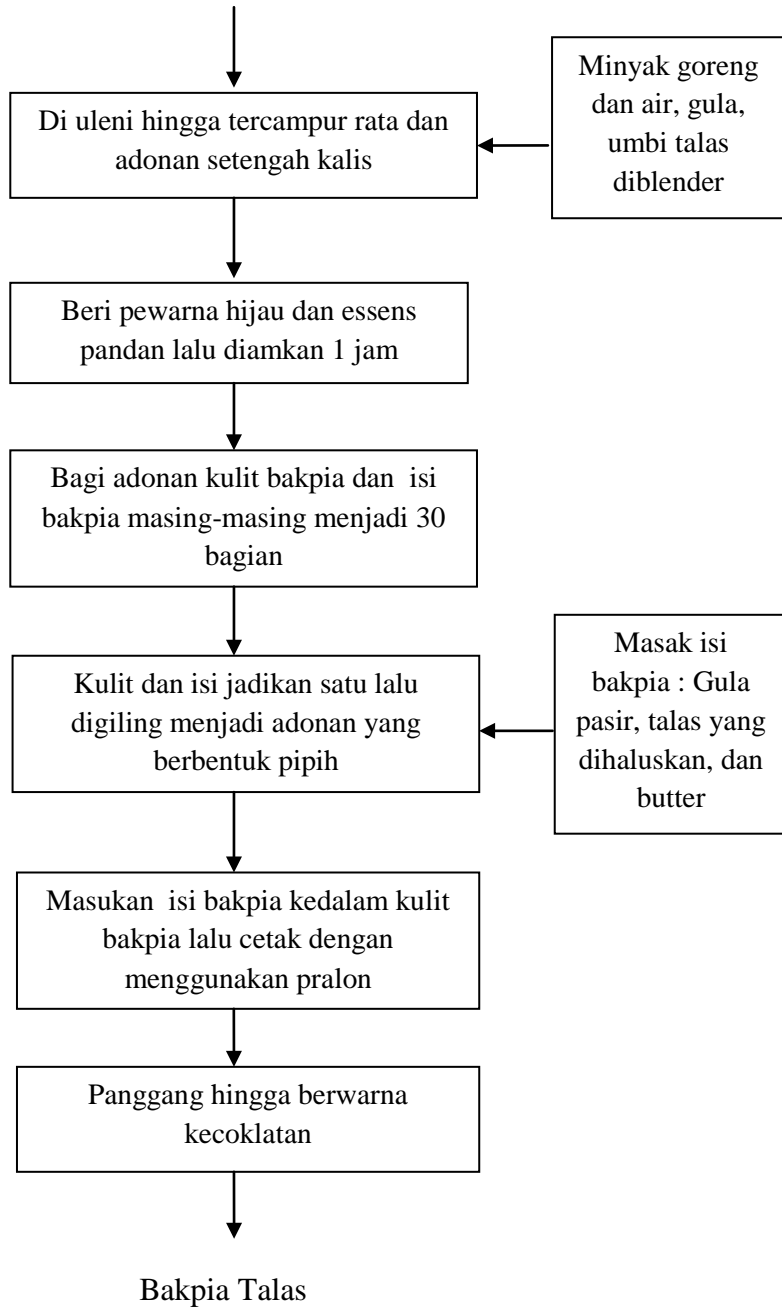 Di uleni hingga tercampur rata dan
adonan setengah kalis
Minyak goreng
dan air, gula,
umbi talas
diblender
Beri pewarna hijau dan essens
pandan lalu diamkan 1 jam
Bagi adonan kulit bakpia dan  isi
bakpia masing-masing menjadi 30
bagian
Kulit dan isi jadikan satu lalu
digiling menjadi adonan yang
berbentuk pipih
Masak isi
bakpia : Gula
pasir, talas yang
dihaluskan, dan
butter
Masukan  isi bakpia kedalam kulit
bakpia lalu cetak dengan
menggunakan pralon
Panggang hingga berwarna
kecoklatan
Bakpia Talas